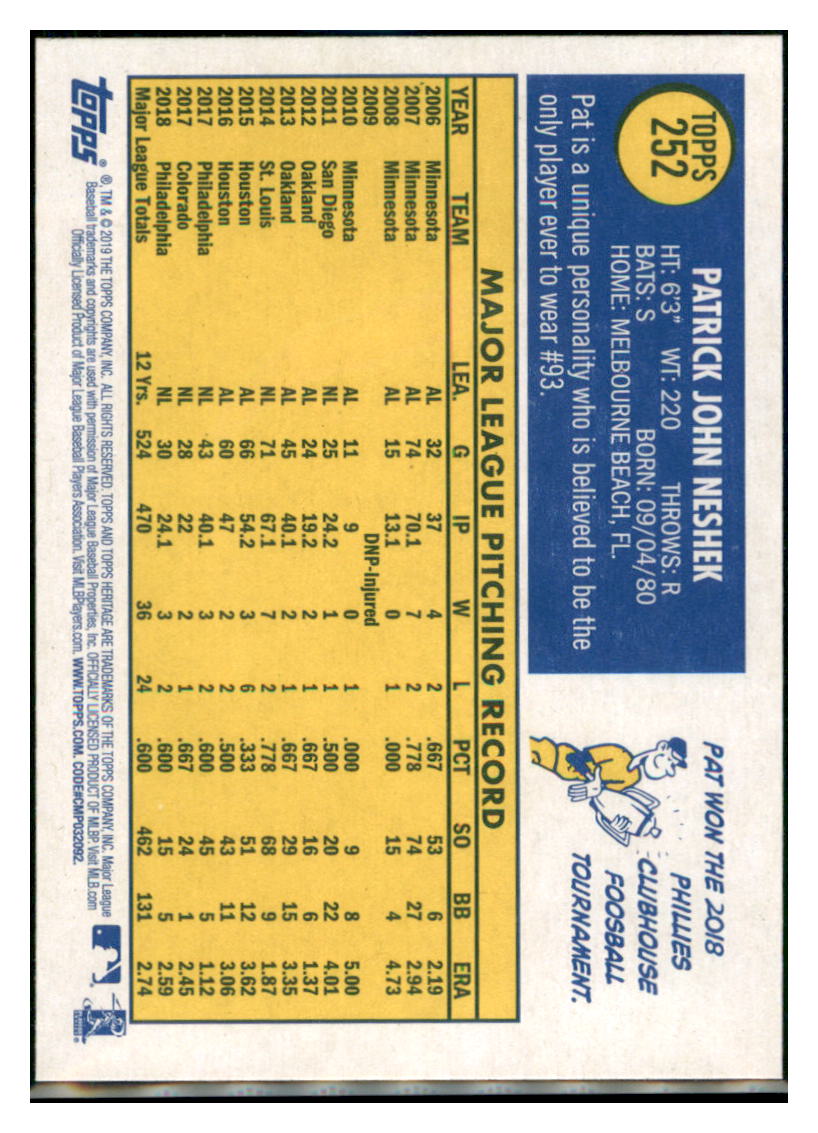 TOPPS
252
PATRICK JOHN NESHEK
HT: 6'3" WT: 220 THROWS: R
BATS: S BORN: 09/04/80
HOME: MELBOURNE BEACH, FL.
Pat is a unique personality who is believed to be the
only player ever to wear #93.
PAT WON THE 2018
PHILLIES
CLUBHOUSE
FOOSBALL
TOURNAMENT.
MAJOR LEAGUE PITCHING RECORD
YEAR TEAM LEA. G IP W L PCT SO BB ERA
2006 Minnesota AL 32 37 4 2 .667 53 6 2.19
2007 Minnesota AL 74 70.1 7 2 .778 74 27 2.94
2008 Minnesota AL 15 13.1 0 1 .000 15 4 4.73
2009 DNP-Injured
2010 Minnesota AL 11 9 0 1 .000 9 8 5.00
2011 San Diego NL 25 24.2 1 1 .500 20 22 4.01
2012 Oakland AL 24 19.2 2 1 .667 16 6 1.37
2013 Oakland AL 45 40.1 2 1 .667 29 15 3.35
2014 St. Louis NL 71 67.1 7 2 .778 68 9 1.87
2015 Houston AL 66 54.2 3 6 .333 51 12 3.62
2016 Houston AL 60 47 2 2 .500 43 11 3.06
2017 Philadelphia NL 43 40.1 3 2 .600 45 5 1.12
2017 Colorado NL 28 22 2 1 .667 24 1 2.45
2018 Philadelphia NL 30 24.1 3 2 .600 15 5 2.59
Major League Totals 12 Yrs. 524 470 36 24 .600 462 131 2.74
topps®
®, TM & © 2019 THE TOPPS COMPANY, INC. ALL RIGHTS RESERVED. TOPPS AND TOPPS HERITAGE ARE TRADEMARKS OF THE TOPPS COMPANY, INC. Major League
Baseball trademarks and copyrights are used with permission of Major League Baseball Properties, Inc. OFFICIALLY LICENSED PRODUCT OF MLBP. Visit MLB.com
Officially Licensed Product of Major League Baseball Players Association. Visit MLBPlayers.com. WWW.TOPPS.COM. CODE#CMP032092.